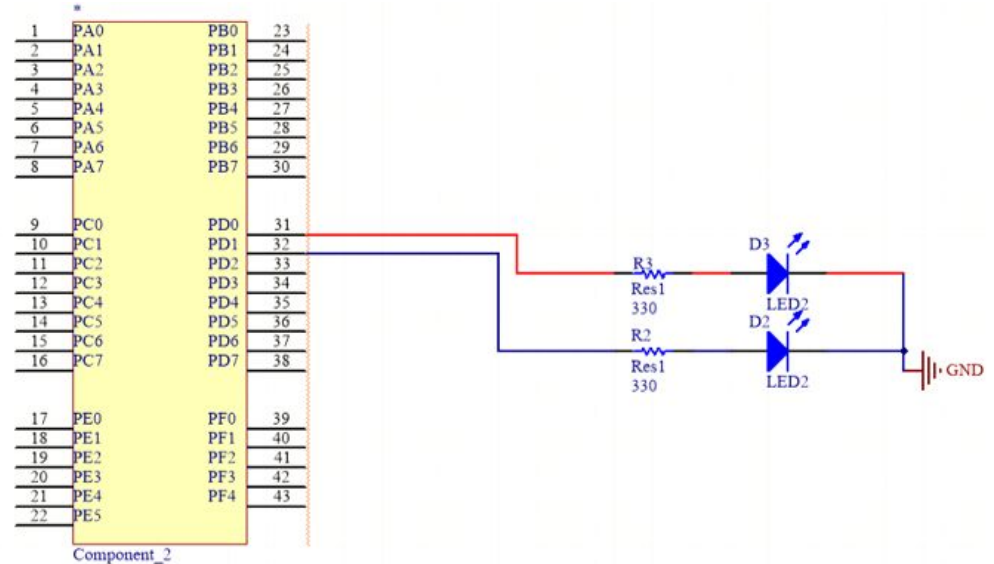 *
1 PA0 PB0 23
2 PA1 PB1 24
3 PA2 PB2 25
4 PA3 PB3 26
5 PA4 PB4 27
6 PA5 PB5 28
7 PA6 PB6 29
8 PA7 PB7 30
9 PC0 PD0 31
10 PC1 PD1 32
11 PC2 PD2 33
12 PC3 PD3 34
13 PC4 PD4 35
14 PC5 PD5 36
15 PC6 PD6 37
16 PC7 PD7 38
17 PE0 PF0 39
18 PE1 PF1 40
19 PE2 PF2 41
20 PE3 PF3 42
21 PE4 PF4 43
22 PE5
Component_2
R3
Res1
330
D3
LED2
R2
Res1
330
D2
LED2
GND